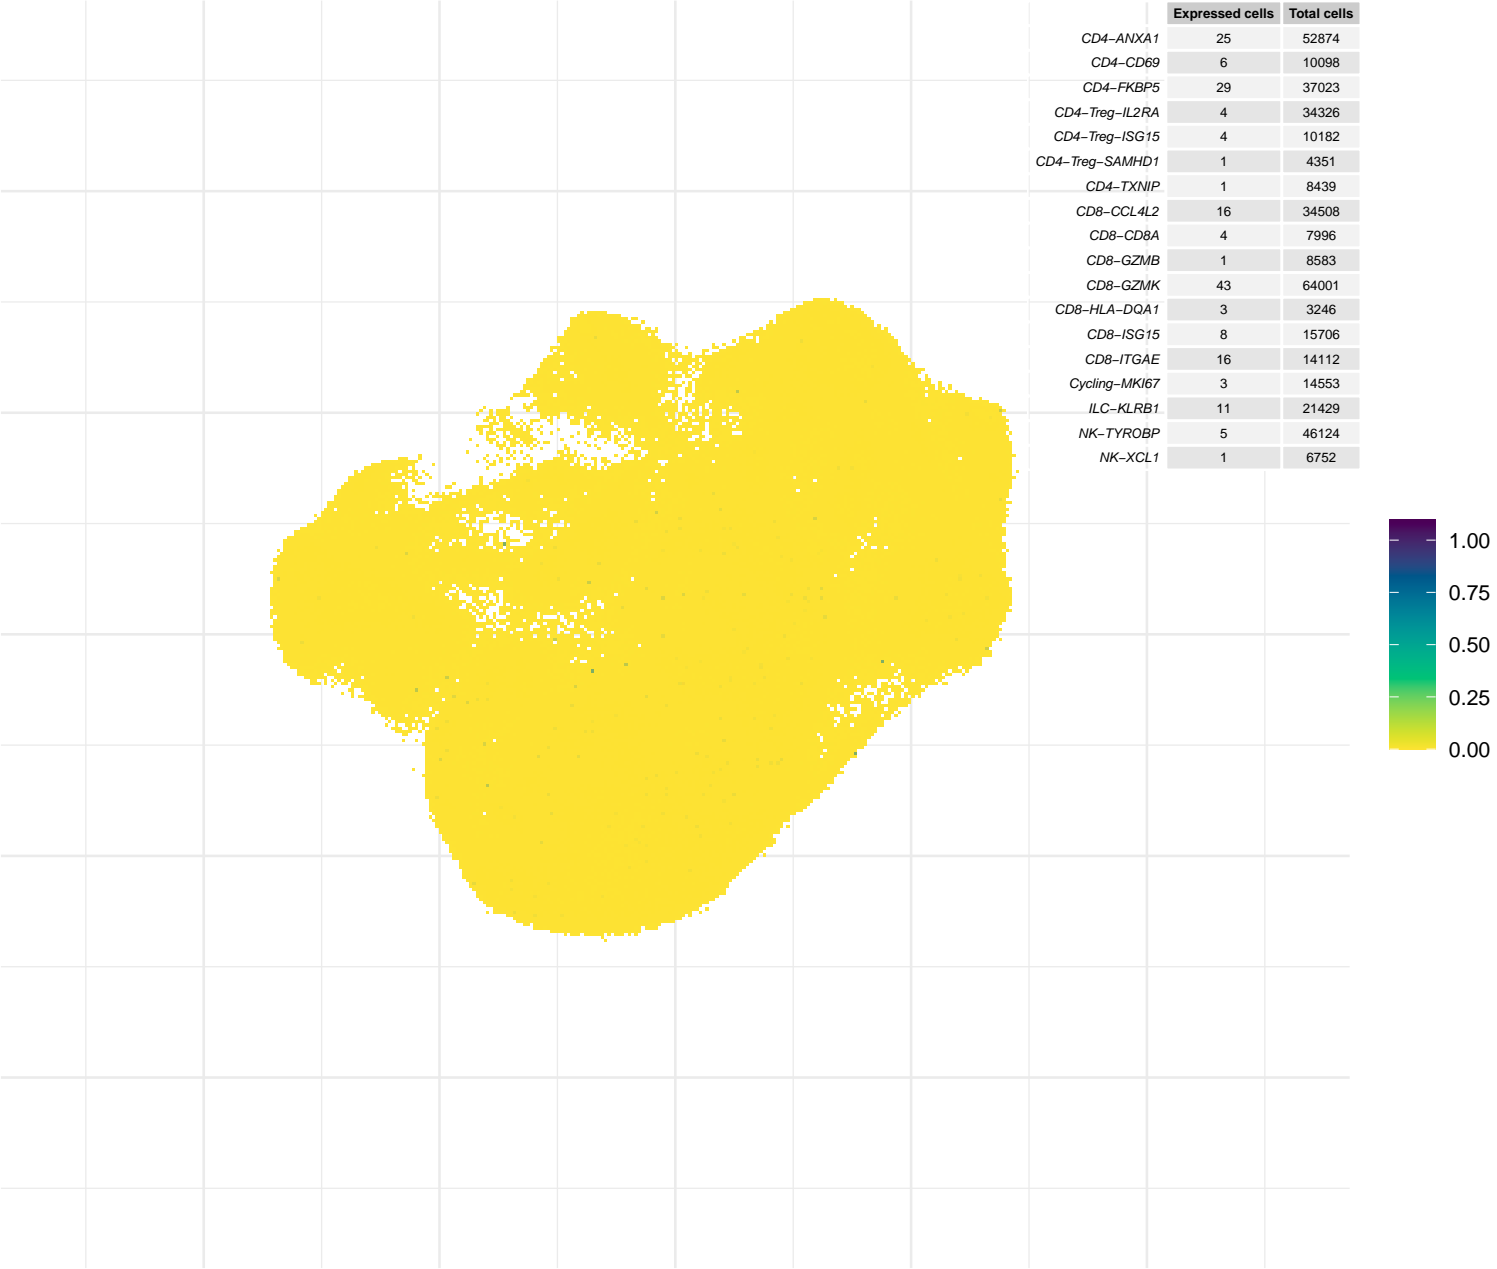 Expressed cells Total cells
CD4−ANXA1 25 52874
CD4−CD69 6 10098
CD4−FKBP5 29 37023
CD4−Treg−IL2RA 4 34326
CD4−Treg−ISG15 4 10182
CD4−Treg−SAMHD1 1 4351
CD4−TXNIP 1 8439
CD8−CCL4L2 16 34508
CD8−CD8A 4 7996
CD8−GZMB 1 8583
CD8−GZMK 43 64001
CD8−HLA−DQA1 3 3246
CD8−ISG15 8 15706
CD8−ITGAE 16 14112
Cycling−MKI67 3 14553
ILC−KLRB1 11 21429
NK−TYROBP 5 46124
NK−XCL1 1 6752
1.00
0.75
0.50
0.25
0.00